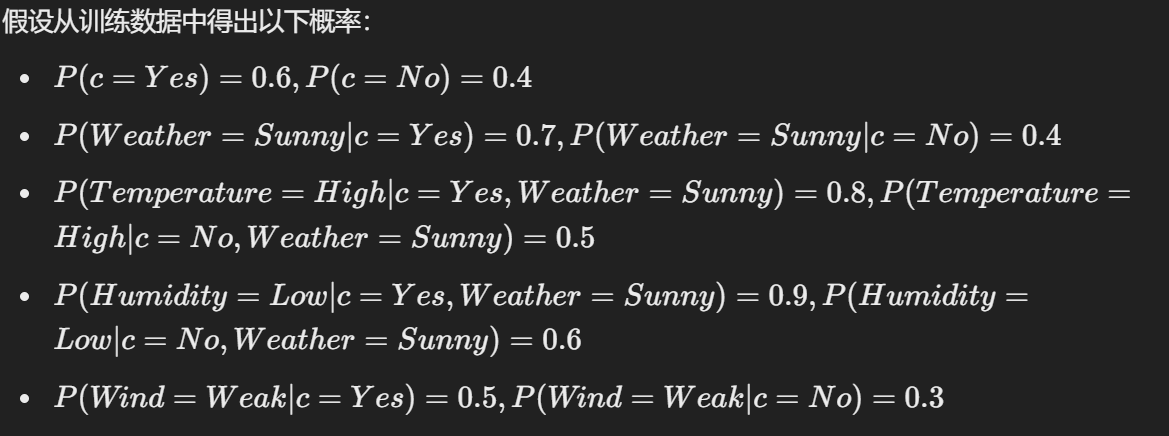 假设从训练数据中得出以下概率：
• P(c = Yes) = 0.6, P(c = No) = 0.4
• P(Weather = Sunny|c = Yes) = 0.7, P(Weather = Sunny|c = No) = 0.4
• P(Temperature = High|c = Yes, Weather = Sunny) = 0.8, P(Temperature =
High|c = No, Weather = Sunny) = 0.5
• P(Humidity = Low|c = Yes, Weather = Sunny) = 0.9, P(Humidity =
Low|c = No, Weather = Sunny) = 0.6
• P(Wind = Weak|c = Yes) = 0.5, P(Wind = Weak|c = No) = 0.3